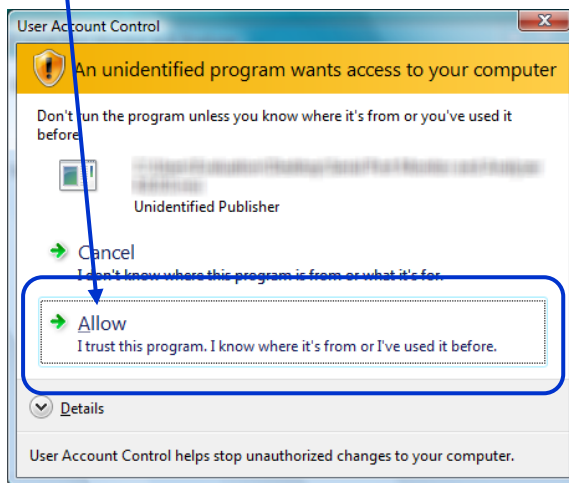 User Account Control
An unidentified program wants access to your computer
Don't run the program unless you know where it's from or you've used it
before.
Unidentified Publisher
Cancel
I don't know where this program is from or what it's for.
Allow
I trust this program. I know where it's from or I've used it before.
Details
User Account Control helps stop unauthorized changes to your computer.